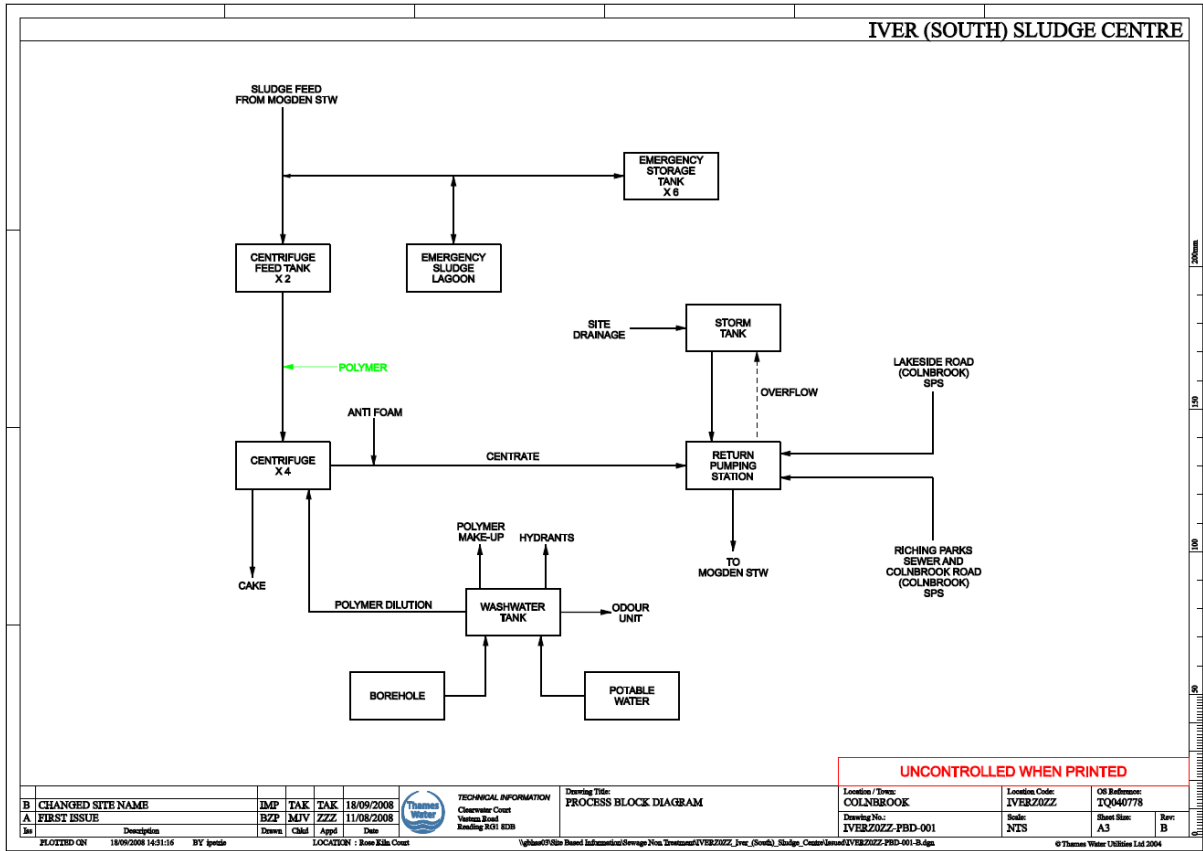 IVER (SOUTH) SLUDGE CENTRE
SLUDGE FEED
FROM MOGDEN STW
EMERGENCY
STORAGE
TANK
X 6
CENTRIFUGE
FEED TANK
X 2
EMERGENCY
SLUDGE
LAGOON
SITE
DRAINAGE
STORM
TANK
LAKESIDE ROAD
(COLNBROOK)
SPS
POLYMER
OVERFLOW
ANTI FOAM
CENTRIFUGE
X 4
CENTRATE
RETURN
PUMPING
STATION
POLYMER
MAKE-UP
HYDRANTS
TO
MOGDEN STW
RICHING PARKS
SEWER AND
COLNBROOK ROAD
(COLNBROOK)
SPS
CAKE
POLYMER DILUTION
WASHWATER
TANK
ODOUR
UNIT
BOREHOLE
POTABLE
WATER
200mm
150
100
50
0
UNCONTROLLED WHEN PRINTED
B CHANGED SITE NAME IMP TAK TAK 18/09/2008
A FIRST ISSUE BZP MJV ZZZ 11/08/2008
Iss Description Drawn Chkd Appd Date
Thames
Water
TECHNICAL INFORMATION
Clearwater Court
Vastern Road
Reading RG1 8DB
Drawing Title:
PROCESS BLOCK DIAGRAM
Location / Town:
COLNBROOK
Location Code:
IVERZ0ZZ
OS Reference:
TQ040778
Drawing No.:
IVERZ0ZZ-PBD-001
Scale:
NTS
Sheet Size:
A3
Rev:
B
PLOTTED ON 18/09/2008 14:31:16 BY ipetrie
LOCATION : Rose Kiln Court
© Thames Water Utilities Ltd 2004